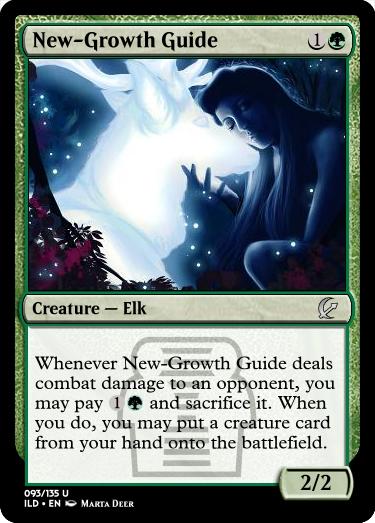 New-Growth Guide 1
Creature — Elk
Whenever New-Growth Guide deals
combat damage to an opponent, you
may pay 1 and sacrifice it. When
you do, you may put a creature card
from your hand onto the battlefield.
2/2
093/135 U
ILD • EN Marta Deer